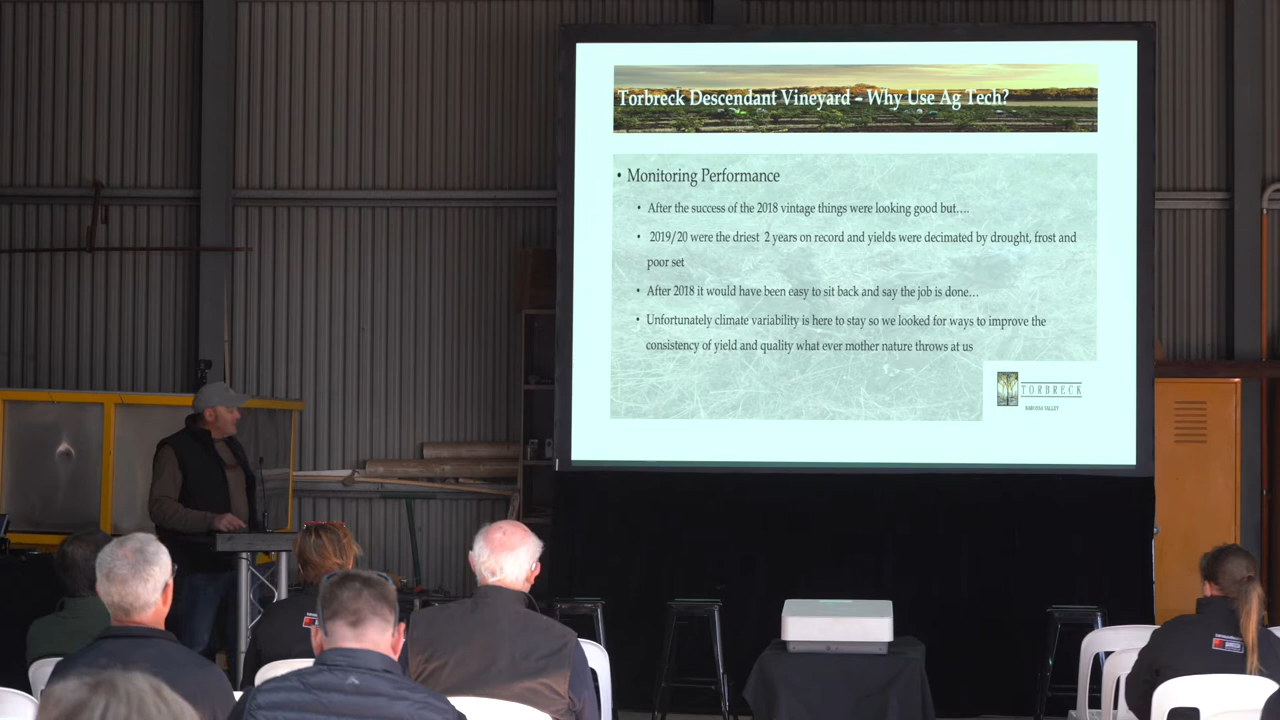 Torbreck Descendant Vineyard – Why Use Ag Tech?
• Monitoring Performance
• After the success of the 2018 vintage things were looking good but….
• 2019/20 were the driest 2 years on record and yields were decimated by drought, frost and
poor set
• After 2018 it would have been easy to sit back and say the job is done…
• Unfortunately climate variability is here to stay so we looked for ways to improve the
consistency of yield and quality what ever mother nature throws at us
TORBRECK
BAROSSA VALLEY